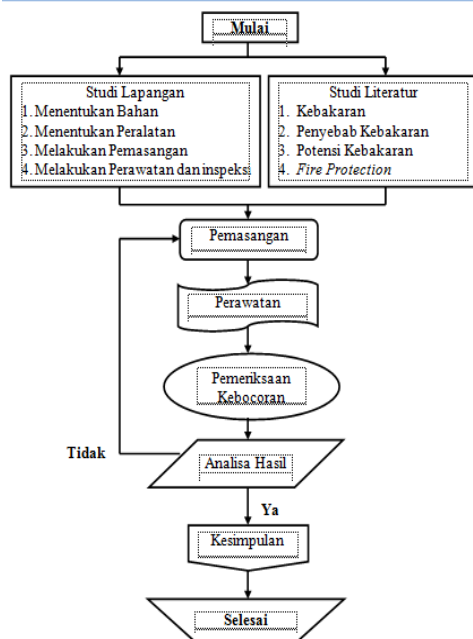 Mulai
Studi Lapangan
1. Menentukan Bahan
2. Menentukan Peralatan
3. Melakukan Pemasangan
4. Melakukan Perawatan dan inspeksi
Studi Literatur
1. Kebakaran
2. Penyebab Kebakaran
3. Potensi Kebakaran
4. Fire Protection
Pemasangan
Perawatan
Pemeriksaan
Kebocoran
Tidak
Analisa Hasil
Ya
Kesimpulan
Selesai